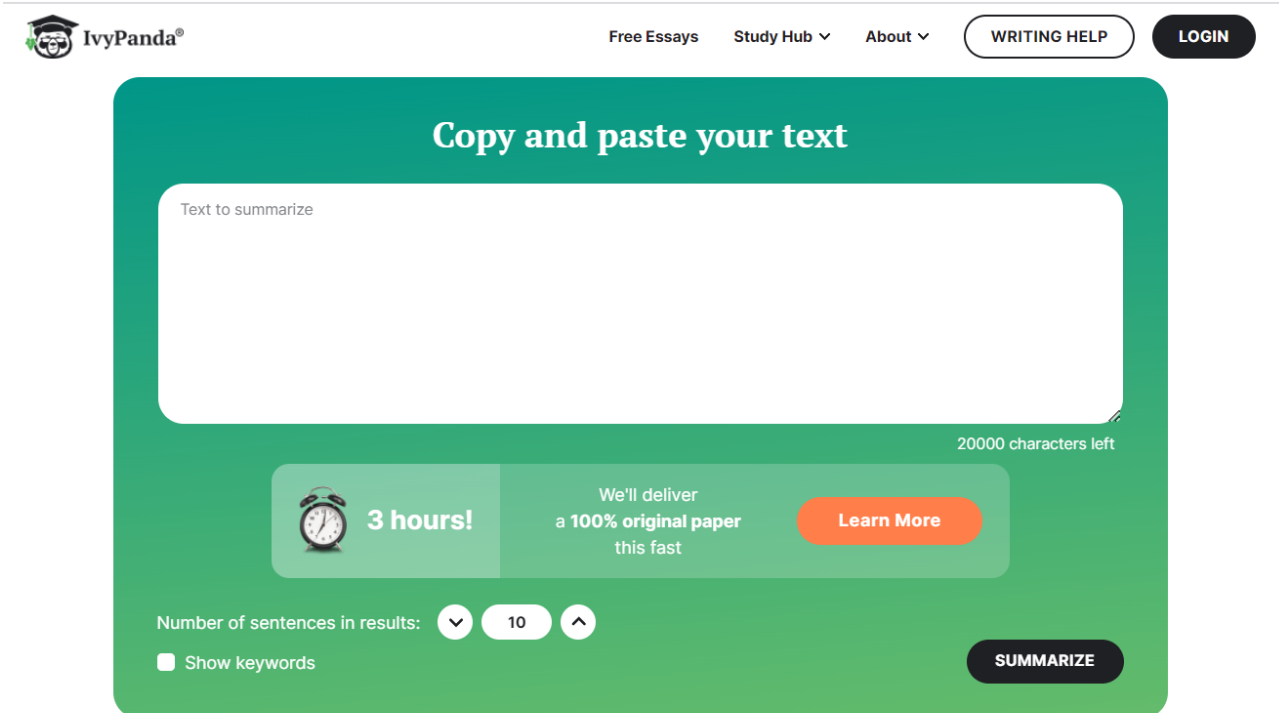 IvyPanda®
Free Essays
Study Hub
About
WRITING HELP
LOGIN
Copy and paste your text
Text to summarize
20000 characters left
3 hours!
We'll deliver
a 100% original paper
this fast
Learn More
Number of sentences in results:
10
Show keywords
SUMMARIZE